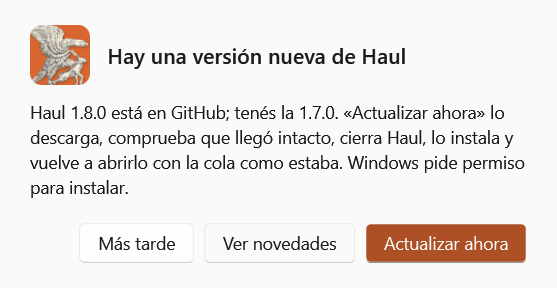 Hay una versión nueva de Haul
Haul 1.8.0 está en GitHub; tenés la 1.7.0. «Actualizar ahora» lo
descarga, comprueba que llegó intacto, cierra Haul, lo instala y
vuelve a abrirlo con la cola como estaba. Windows pide permiso
para instalar.
Más tarde
Ver novedades
Actualizar ahora